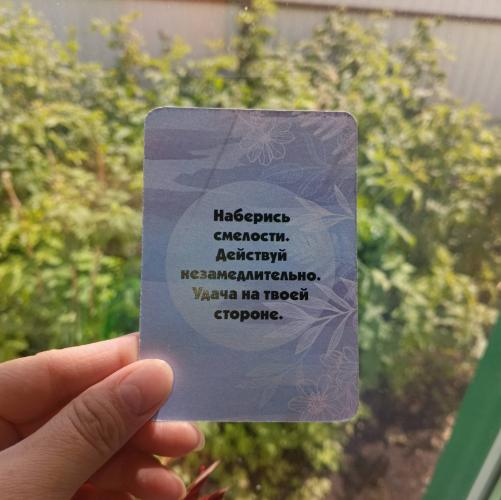 Наберись
смелости.
Действуй
незамедлительно.
Удача на твоей
стороне.